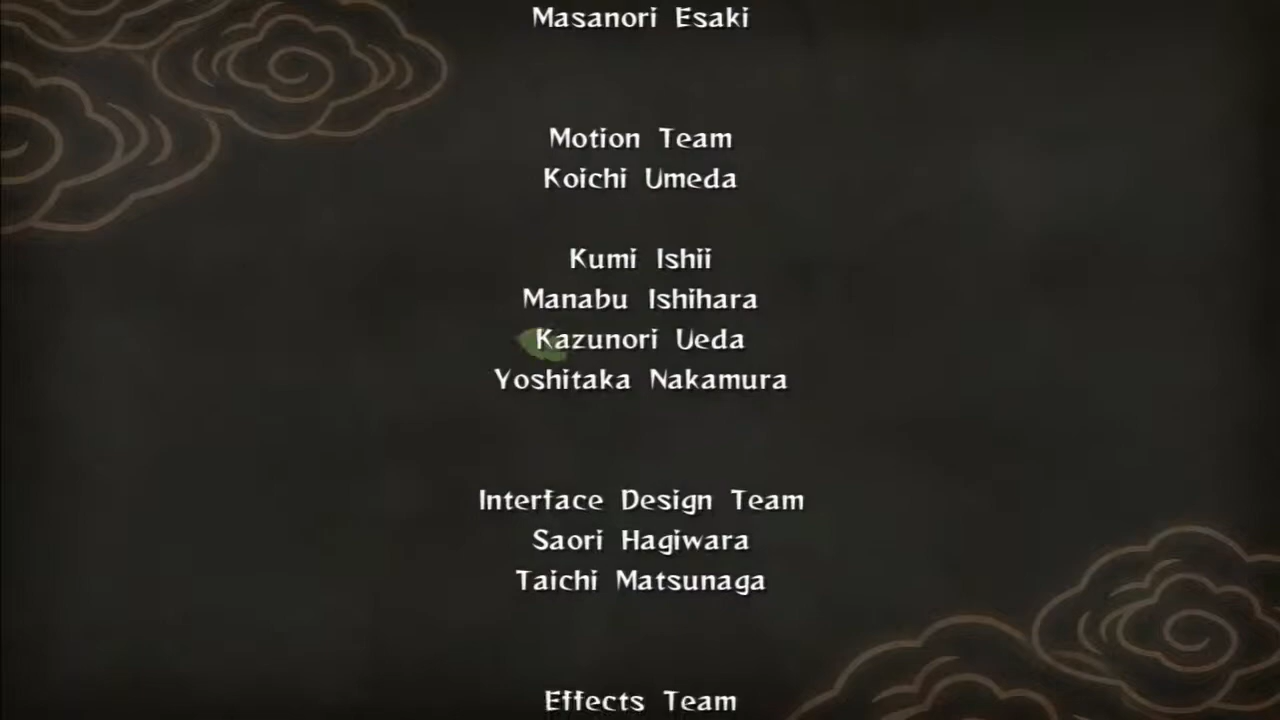 Masanori Esaki
Motion Team
Koichi Umeda
Kumi Ishii
Manabu Ishihara
Kazunori Ueda
Yoshitaka Nakamura
Interface Design Team
Saori Hagiwara
Taichi Matsunaga
Effects Team